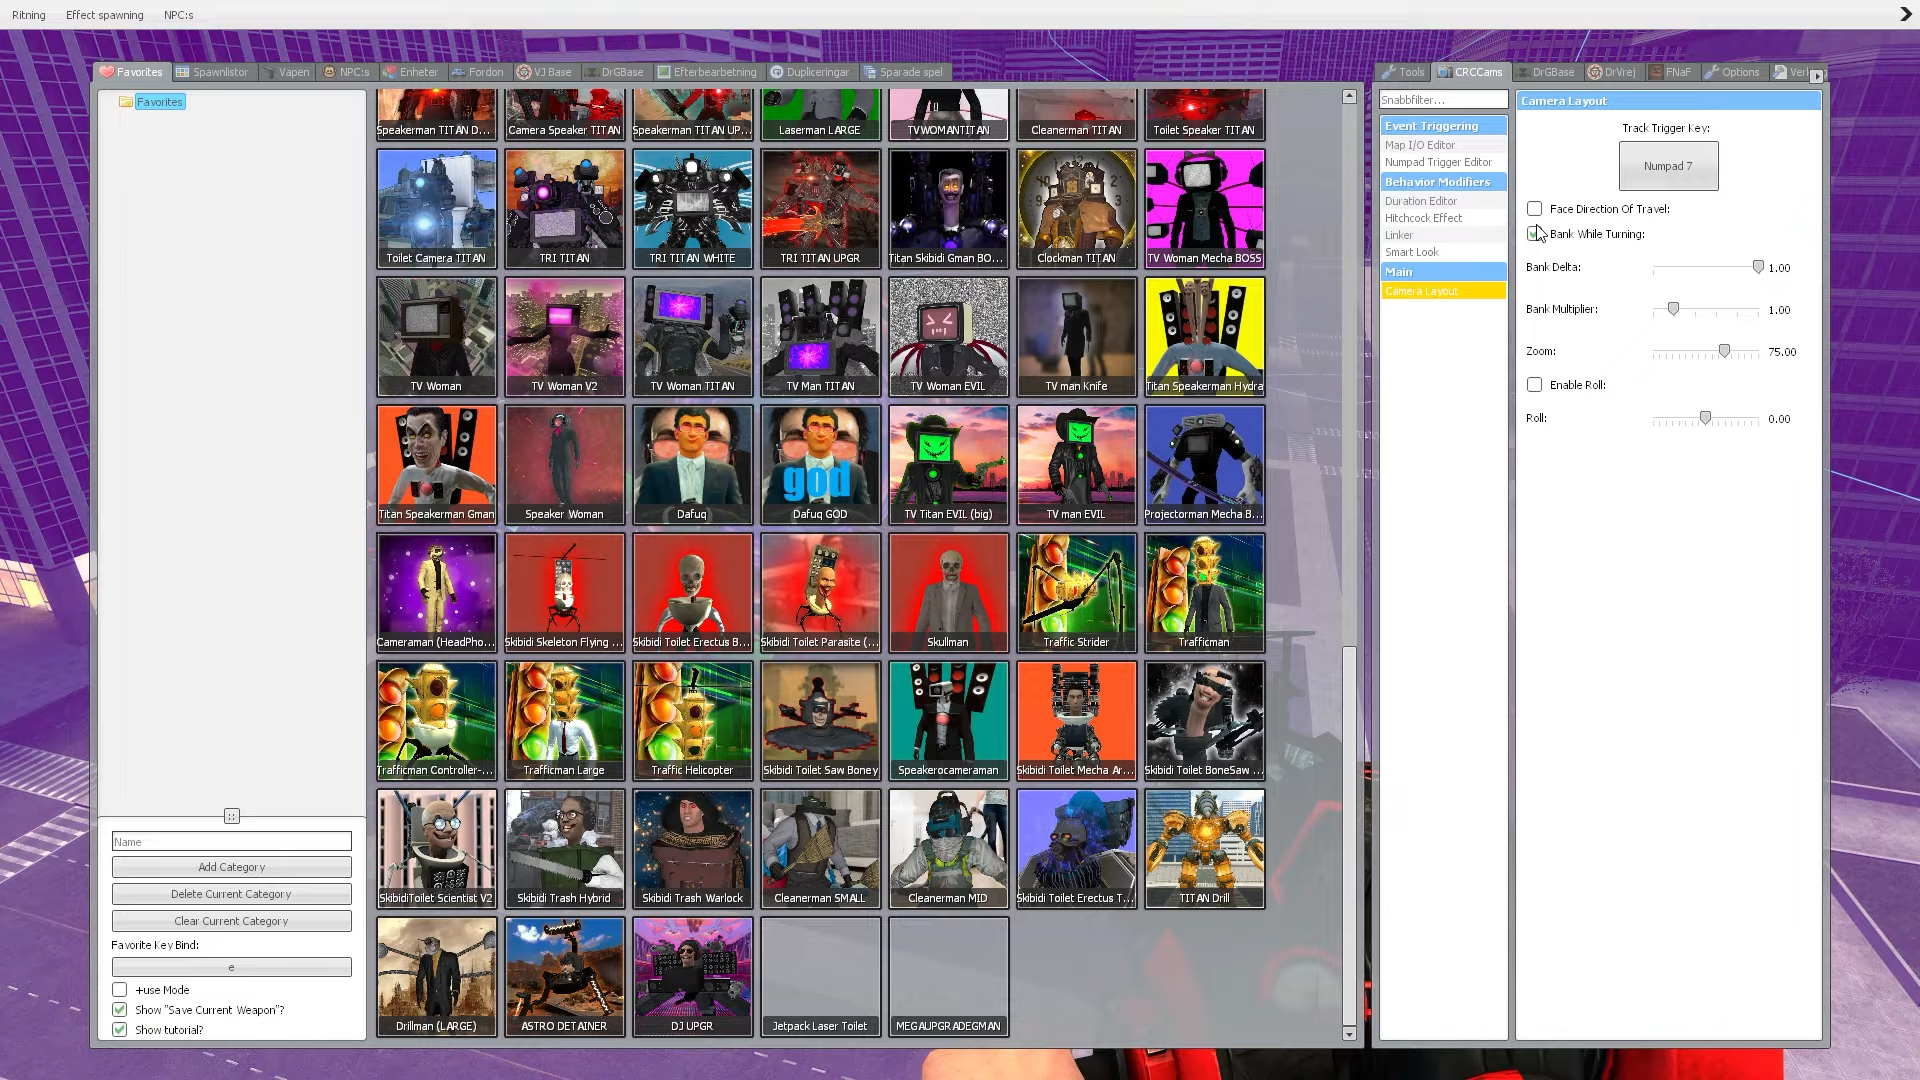 Ritning Effect spawning NPC:s
Favorites Spawnlistor Vapen NPC:s Enheter Fordon VJ Base DrGBase Efterbearbetning Dupliceringar Sparade spel
Tools CRCCams DrGBase DrVrej FNaF Options
Favorites
Speakerman TITAN D... Camera Speaker TITAN Speakerman TITAN UP... Laserman LARGE TVWOMANTITAN Cleanerman TITAN Toilet Speaker TITAN
Toilet Camera TITAN TRI TITAN TRI TITAN WHITE TRI TITAN UPGR Titan Skibidi Gman BO... Clockman TITAN TV Woman Mecha BOSS
TV Woman TV Woman V2 TV Woman TITAN TV Man TITAN TV Woman EVIL TV man Knife Titan Speakerman Hydra
god
Titan Speakerman Gman Speaker Woman Dafuq Dafuq GOD TV Titan EVIL (big) TV man EVIL Projectorman Mecha B...
Cameraman (HeadPho... Skibidi Skeleton Flying ... Skibidi Toilet Erectus B... Skibidi Toilet Parasite (... Skullman Traffic Strider Trafficman
Trafficman Controller-... Trafficman Large Traffic Helicopter Skibidi Toilet Saw Boney Speakerocameraman Skibidi Toilet Mecha Ar... Skibidi Toilet BoneSaw ...
SkibidiToilet Scientist V2 Skibidi Trash Hybrid Skibidi Trash Warlock Cleanerman SMALL Cleanerman MID Skibidi Toilet Erectus T... TITAN Drill
Drillman (LARGE) ASTRO DETAINER DJ UPGR Jetpack Laser Toilet MEGAUPGRADEGMAN
Name
Add Category
Delete Current Category
Clear Current Category
Favorite Key Bind:
e
+use Mode
Show "Save Current Weapon"?
Show tutorial?
Snabbfilter...
Event Triggering
Map I/O Editor
Numpad Trigger Editor
Behavior Modifiers
Duration Editor
Hitchcock Effect
Linker
Smart Look
Main
Camera Layout
Camera Layout
Track Trigger Key:
Numpad 7
Face Direction Of Travel:
Bank While Turning:
Bank Delta: 1.00
Bank Multiplier: 1.00
Zoom: 75.00
Enable Roll:
Roll: 0.00